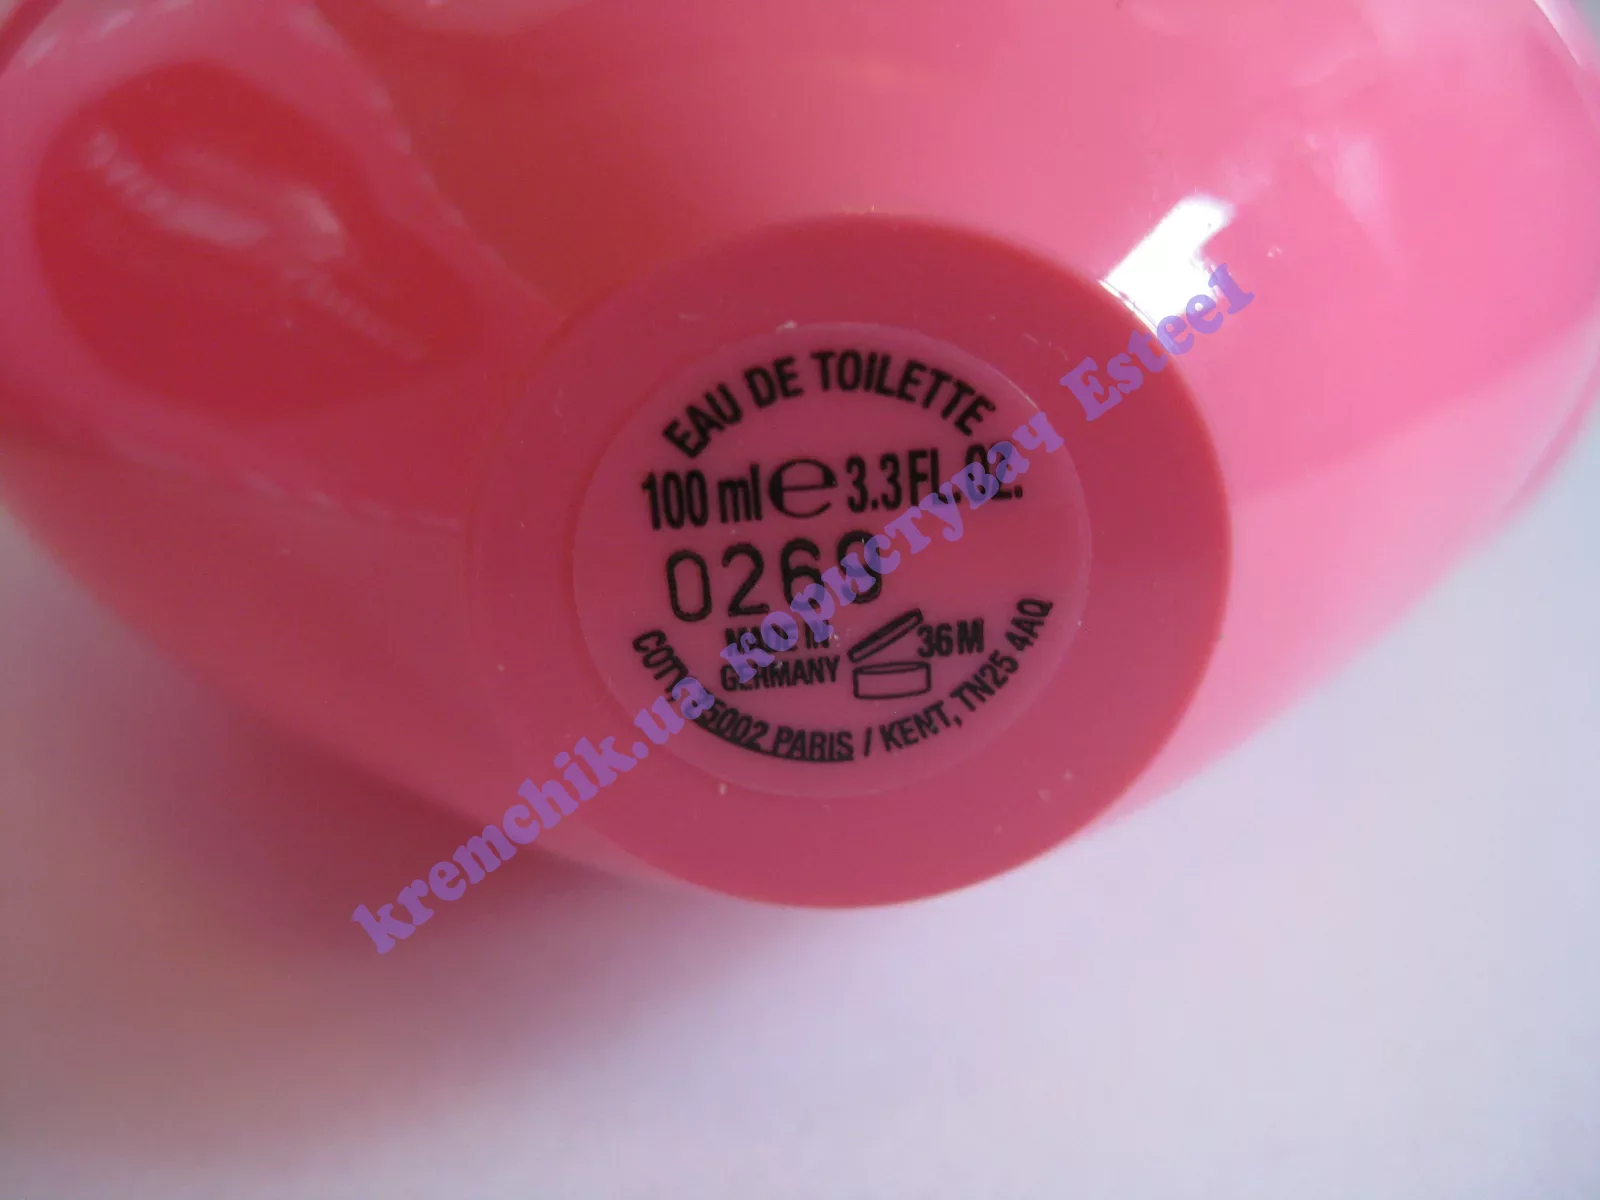 EAU DE TOILETTE
100 ml e 3.3 FL. OZ.
0260
MADE IN
GERMANY
36M
COTY 75002 PARIS / KENT, TN25 4AQ
kremchik.ua користувач Esteel